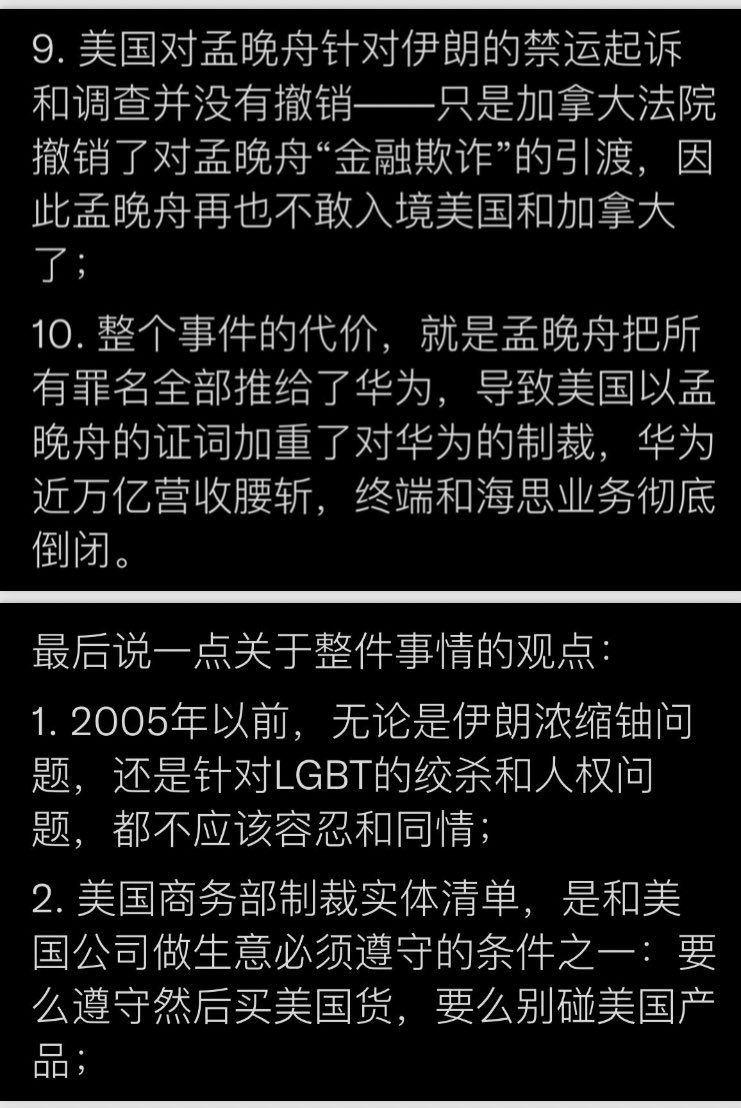 9. 美国对孟晚舟针对伊朗的禁运起诉
和调查并没有撤销——只是加拿大法院
撤销了对孟晚舟“金融欺诈”的引渡，因
此孟晚舟再也不敢入境美国和加拿大
了；
10. 整个事件的代价，就是孟晚舟把所
有罪名全部推给了华为，导致美国以孟
晚舟的证词加重了对华为的制裁，华为
近万亿营收腰斩，终端和海思业务彻底
倒闭。
最后说一点关于整件事情的观点：
1. 2005年以前，无论是伊朗浓缩铀问
题，还是针对LGBT的绞杀和人权问
题，都不应该容忍和同情；
2. 美国商务部制裁实体清单，是和美
国公司做生意必须遵守的条件之一：要
么遵守然后买美国货，要么别碰美国产
品；